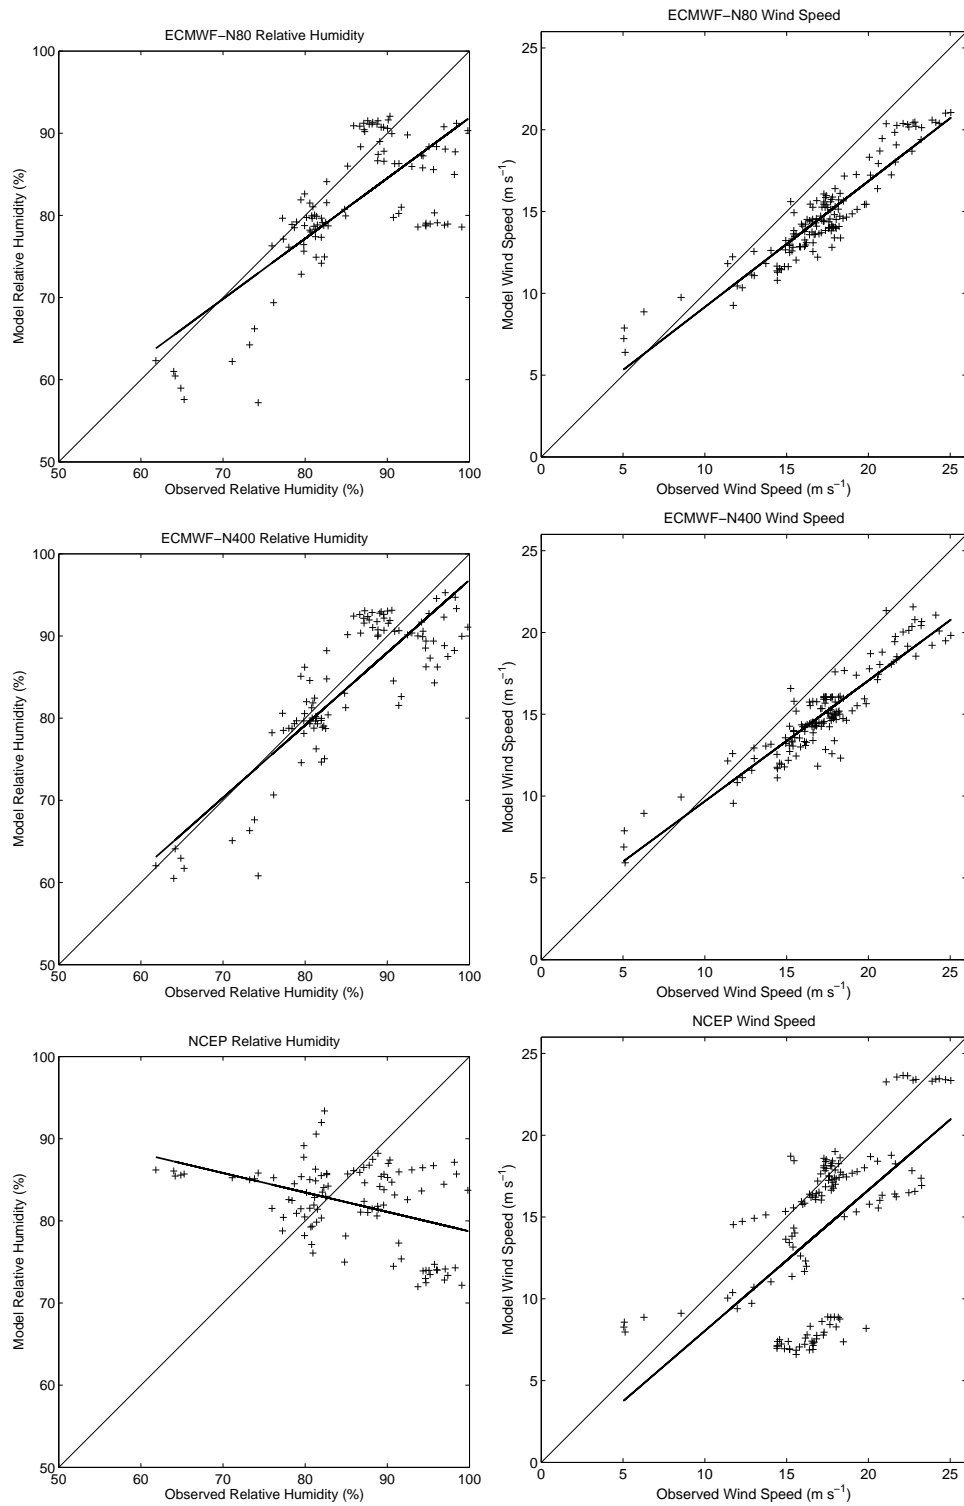 ECMWF−N80 Relative Humidity
100
90
80
70
60
50
Model Relative Humidity (%)
50 60 70 80 90 100
Observed Relative Humidity (%)
ECMWF−N80 Wind Speed
25
20
15
10
5
0
Model Wind Speed (m s⁻¹)
0 5 10 15 20 25
Observed Wind Speed (m s⁻¹)
ECMWF−N400 Relative Humidity
100
90
80
70
60
50
Model Relative Humidity (%)
50 60 70 80 90 100
Observed Relative Humidity (%)
ECMWF−N400 Wind Speed
25
20
15
10
5
0
Model Wind Speed (m s⁻¹)
0 5 10 15 20 25
Observed Wind Speed (m s⁻¹)
NCEP Relative Humidity
100
90
80
70
60
50
Model Relative Humidity (%)
50 60 70 80 90 100
Observed Relative Humidity (%)
NCEP Wind Speed
25
20
15
10
5
0
Model Wind Speed (m s⁻¹)
0 5 10 15 20 25
Observed Wind Speed (m s⁻¹)